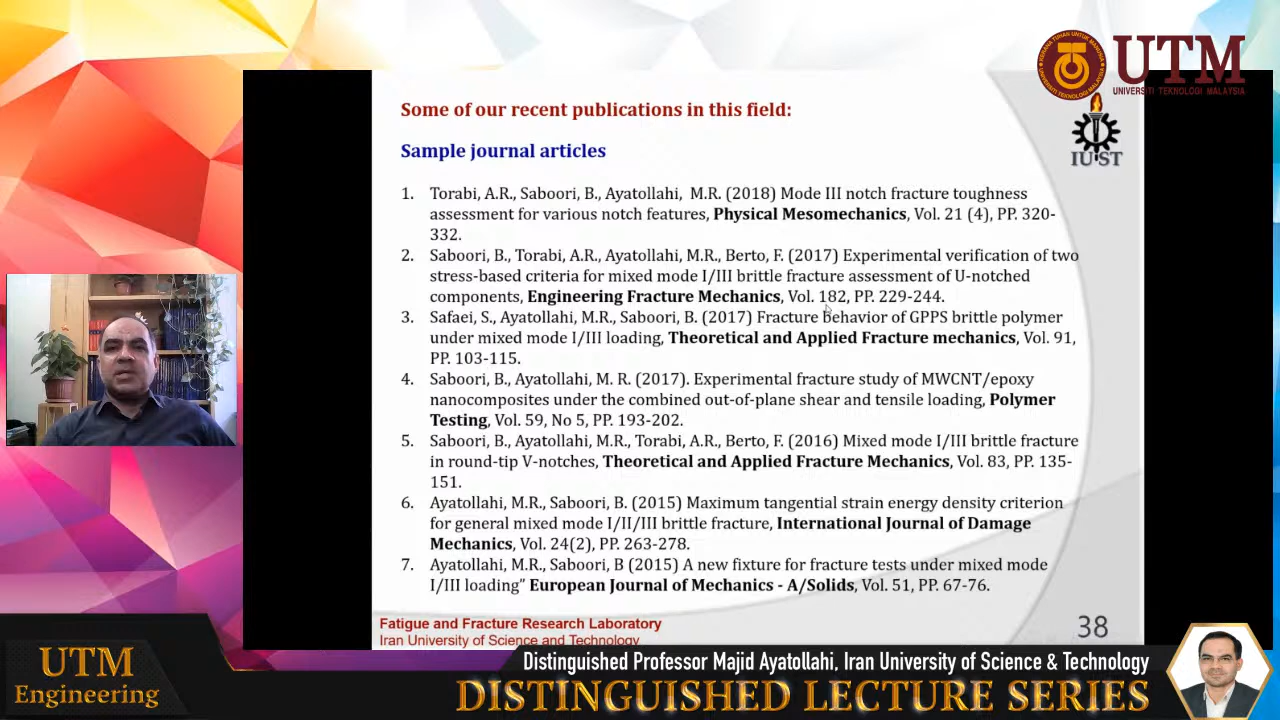 UTM
UNIVERSITI TEKNOLOGI MALAYSIA
IUST
Some of our recent publications in this field:
Sample journal articles
1. Torabi, A.R., Saboori, B., Ayatollahi, M.R. (2018) Mode III notch fracture toughness
assessment for various notch features, Physical Mesomechanics, Vol. 21 (4), PP. 320-
332.
2. Saboori, B., Torabi, A.R., Ayatollahi, M.R., Berto, F. (2017) Experimental verification of two
stress-based criteria for mixed mode I/III brittle fracture assessment of U-notched
components, Engineering Fracture Mechanics, Vol. 182, PP. 229-244.
3. Safaei, S., Ayatollahi, M.R., Saboori, B. (2017) Fracture behavior of GPPS brittle polymer
under mixed mode I/III loading, Theoretical and Applied Fracture mechanics, Vol. 91,
PP. 103-115.
4. Saboori, B., Ayatollahi, M. R. (2017). Experimental fracture study of MWCNT/epoxy
nanocomposites under the combined out-of-plane shear and tensile loading, Polymer
Testing, Vol. 59, No 5, PP. 193-202.
5. Saboori, B., Ayatollahi, M.R., Torabi, A.R., Berto, F. (2016) Mixed mode I/III brittle fracture
in round-tip V-notches, Theoretical and Applied Fracture Mechanics, Vol. 83, PP. 135-
151.
6. Ayatollahi, M.R., Saboori, B. (2015) Maximum tangential strain energy density criterion
for general mixed mode I/II/III brittle fracture, International Journal of Damage
Mechanics, Vol. 24(2), PP. 263-278.
7. Ayatollahi, M.R., Saboori, B (2015) A new fixture for fracture tests under mixed mode
I/III loading” European Journal of Mechanics - A/Solids, Vol. 51, PP. 67-76.
Fatigue and Fracture Research Laboratory
Iran University of Science and Technology
38
UTM
Engineering
Distinguished Professor Majid Ayatollahi, Iran University of Science & Technology
DISTINGUISHED LECTURE SERIES